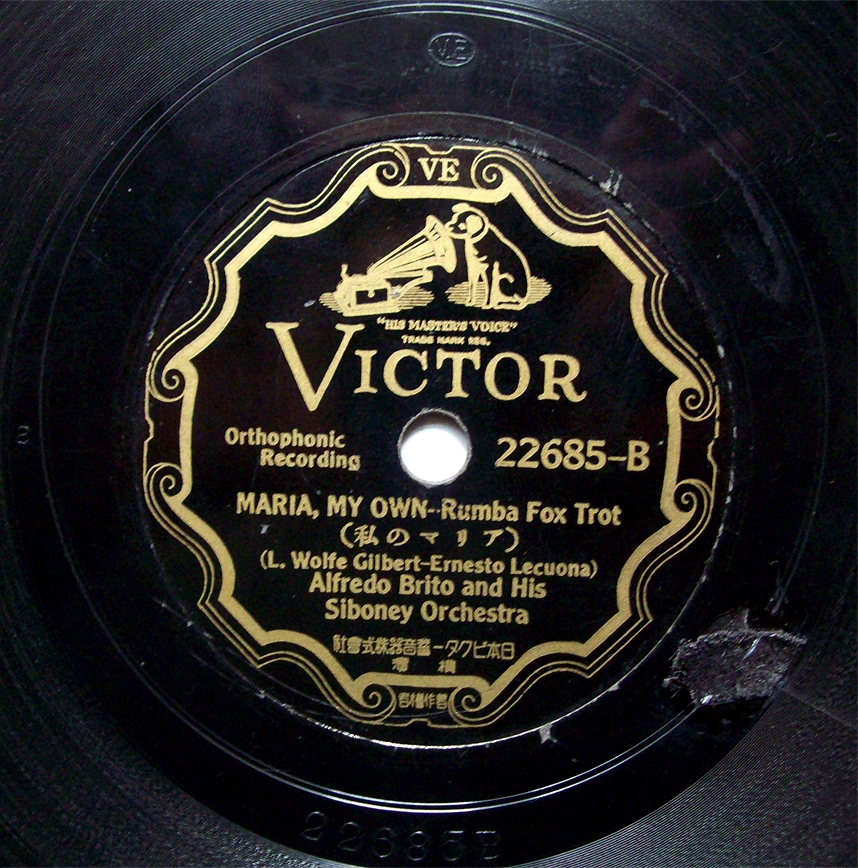 VE
VE
"HIS MASTER'S VOICE"
TRADE MARK REG.
VICTOR
Orthophonic
Recording
22685-B
MARIA, MY OWN--Rumba Fox Trot
(私のマリア)
(L. Wolfe Gilbert-Ernesto Lecuona)
Alfredo Brito and His
Siboney Orchestra
日本ビクター蓄音器株式會社
橫濱
22685B